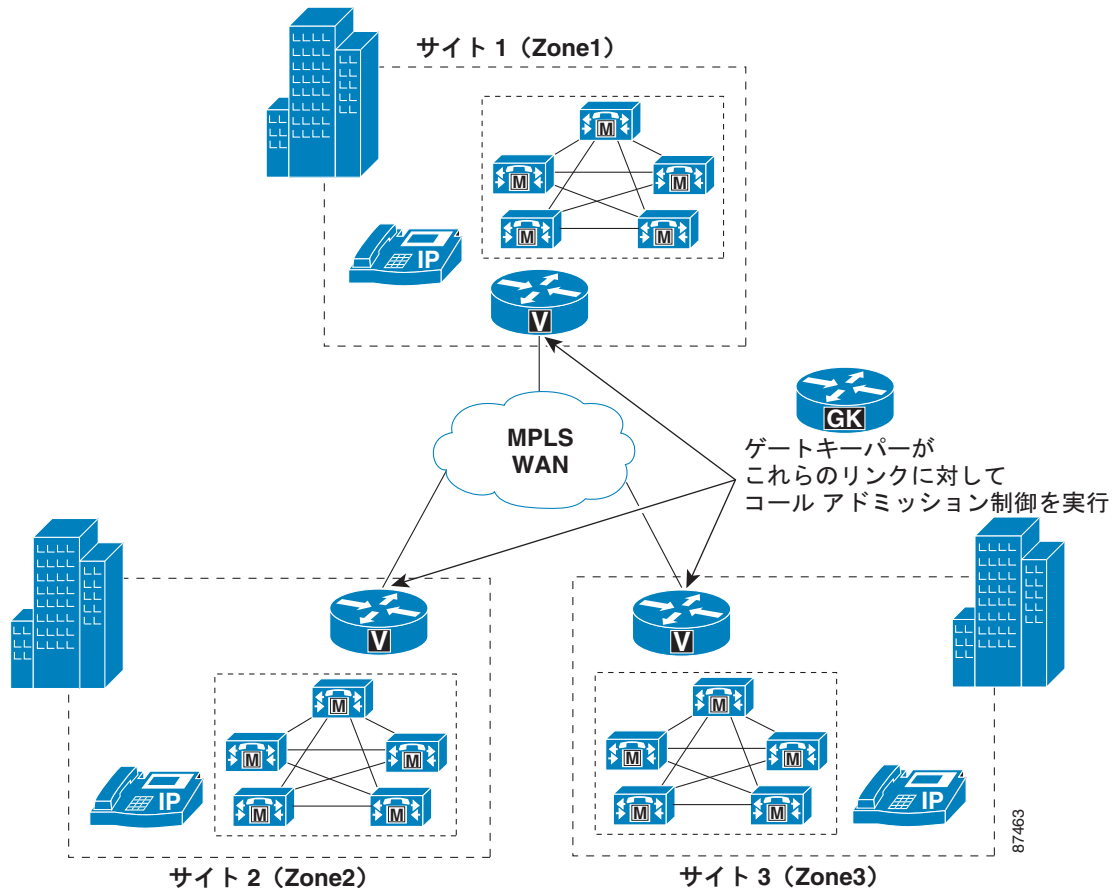 サイト 1（Zone1）
M
M
M
M
M
IP
V
MPLS
WAN
GK
ゲートキーパーが
これらのリンクに対して
コール アドミッション制御を実行
V
V
M
M
M
M
M
IP
M
M
M
M
M
IP
87463
サイト 2（Zone2）
サイト 3（Zone3）